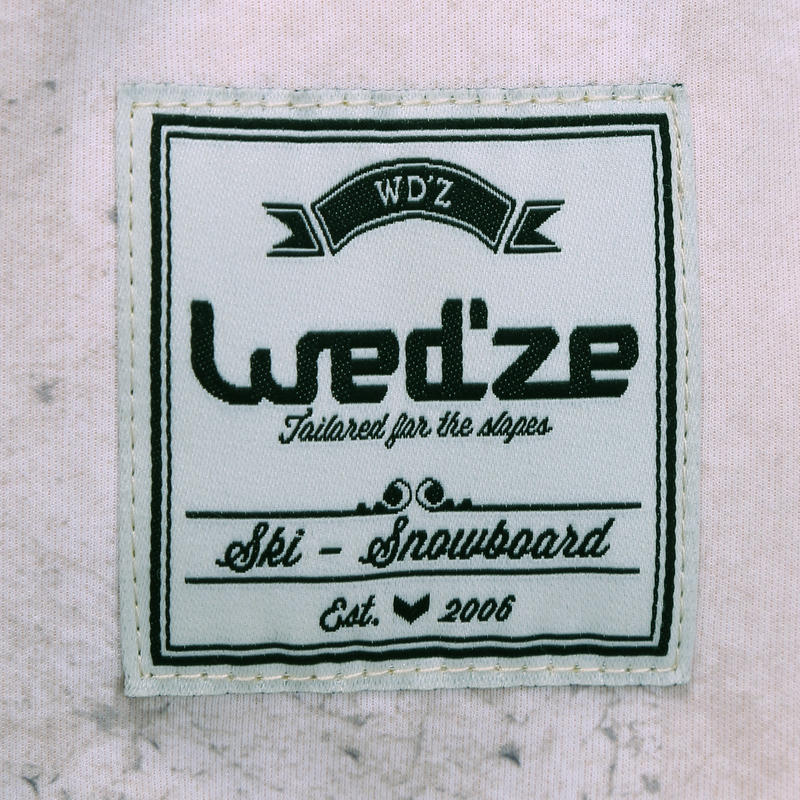 WD'Z
Wed'ze
Tailored for the slopes
Ski - Snowboard
Est. 2006